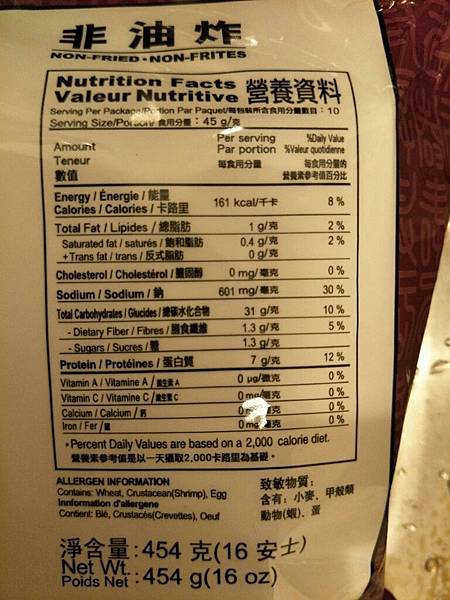 非油炸
NON-FRIED·NON-FRITES
Nutrition Facts
Valeur Nutritive 營養資料
Serving Per Package/Portion Par Paquet/每包裝所含食用分量數目：10
Serving Size/Portion/食用分量：45 g/克
Amount
Teneur
數值
Per serving
Par portion
每食用分量
%Daily Value
%Valeur quotidienne
每食用分量的
營養素參考值百分比
Energy / Énergie / 能量
Calories / Calories / 卡路里 161 kcal/千卡 8 %
Total Fat / Lipides / 總脂肪 1 g/克 2 %
Saturated fat / saturés / 飽和脂肪 0.4 g/克 2 %
+Trans fat / trans / 反式脂肪 0 g/克
Cholesterol / Cholestérol / 膽固醇 0 mg/毫克 0 %
Sodium / Sodium / 鈉 601 mg/毫克 30 %
Total Carbohydrates / Glucides / 總碳水化合物 31 g/克 10 %
- Dietary Fiber / Fibres / 膳食纖維 1.3 g/克 5 %
- Sugars / Sucres / 糖 1.3 g/克
Protein / Protéines / 蛋白質 7 g/克 12 %
Vitamin A / Vitamine A / 維生素 A 0 µg/微克 0 %
Vitamin C / Vitamine C / 維生素 C 0 mg/毫克 0 %
Calcium / Calcium / 鈣 0 mg/毫克 0 %
Iron / Fer / 鐵 0 mg/毫克 0 %
*Percent Daily Values are based on a 2,000 calorie diet.
營養素參考值是以一天攝取2,000卡路里為基礎。
ALLERGEN INFORMATION
Contains: Wheat, Crustacean(Shrimp), Egg
Innformation d'allergene
Contient: Blé, Crustacés(Crevettes), Oeuf
致敏物質：
含有：小麥、甲殼類
動物(蝦)、蛋
淨含量：454 克(16 安士)
Net Wt.
Poids Net：454 g(16 oz)